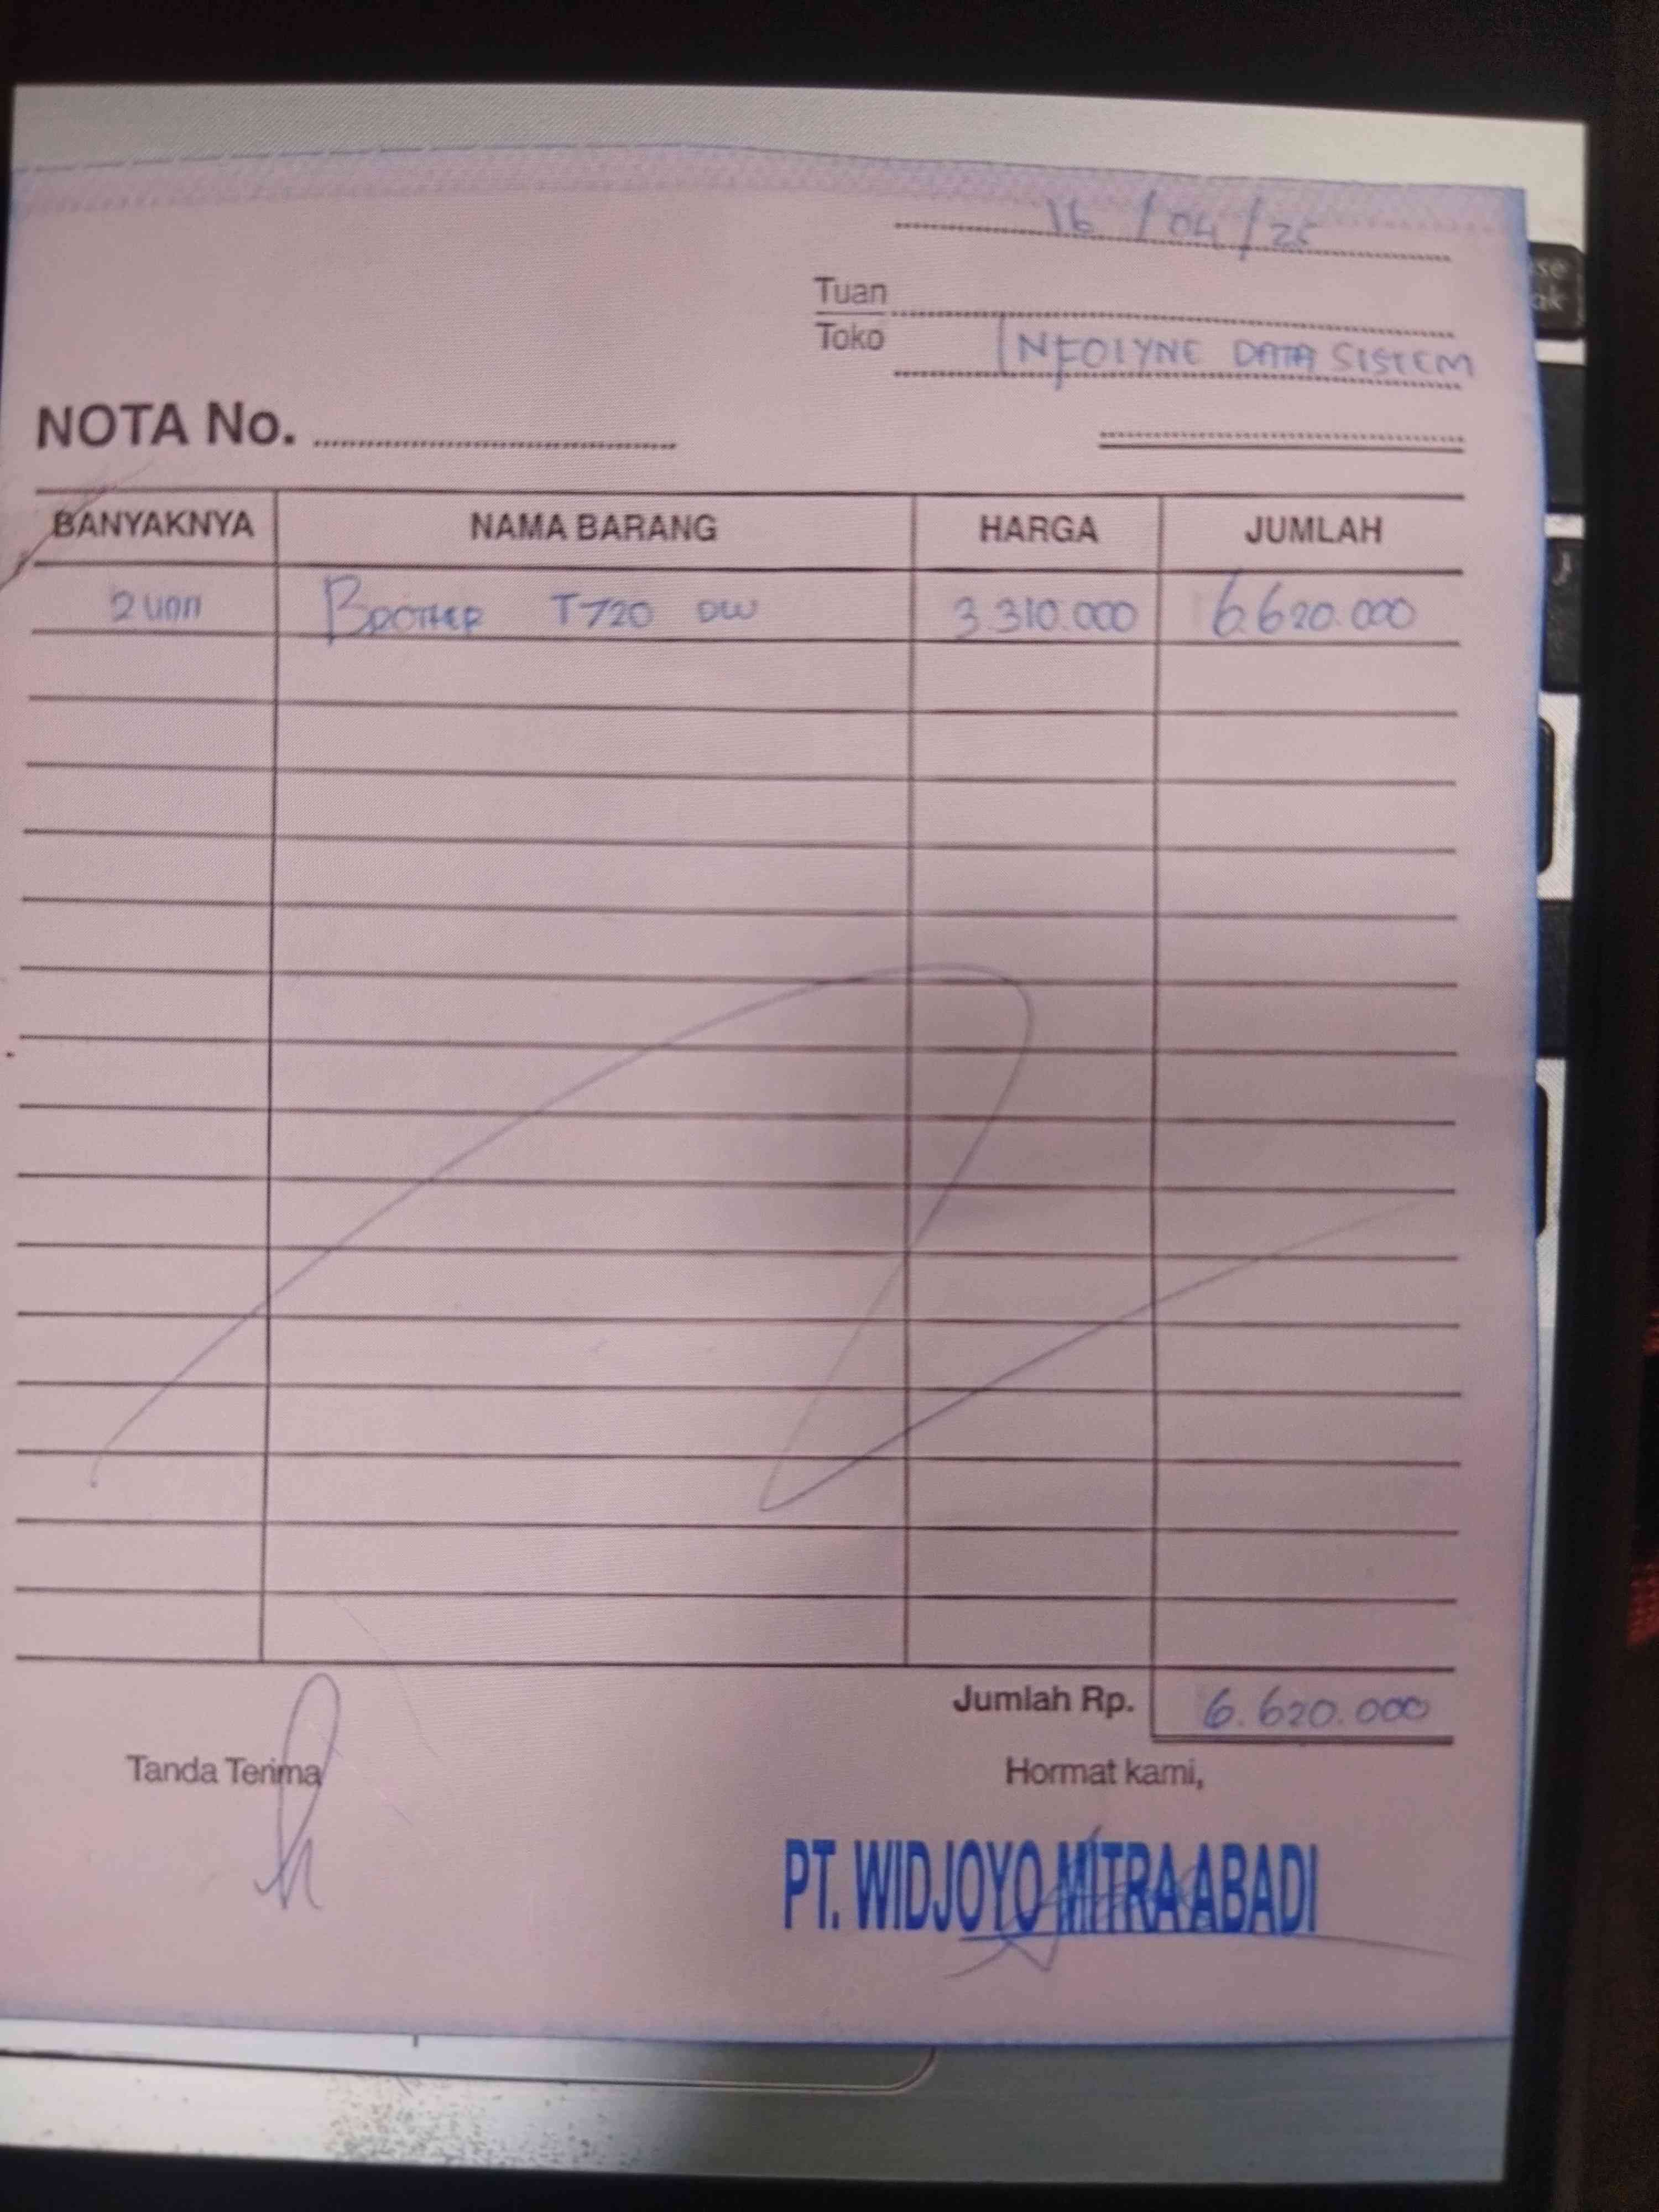 16 / 04 / 25
Tuan
Toko INFOLYNE DATA SISTEM
NOTA No.
BANYAKNYA NAMA BARANG HARGA JUMLAH
2 UNIT BROTHER T720 DW 3.310.000 6.620.000
Jumlah Rp. 6.620.000
Tanda Terima Hormat kami,
PT. WIDJOYO MITRA ABADI